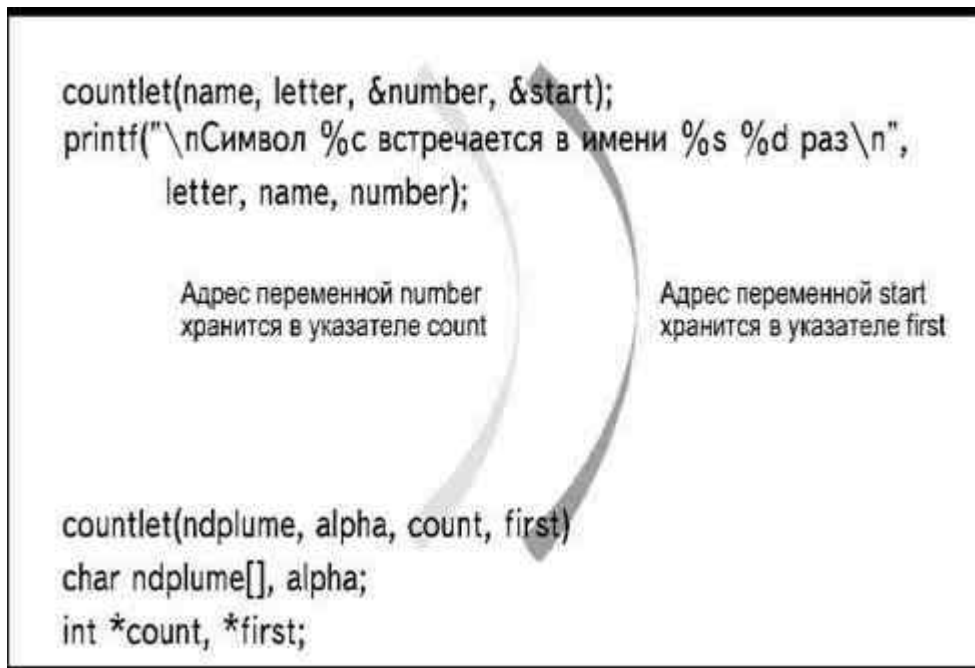 countlet(name, letter, &number, &start);
printf("\nСимвол %c встречается в имени %s %d раз\n",
letter, name, number);
Адрес переменной number
хранится в указателе count
Адрес переменной start
хранится в указателе first
countlet(ndplume, alpha, count, first)
char ndplume[], alpha;
int *count, *first;